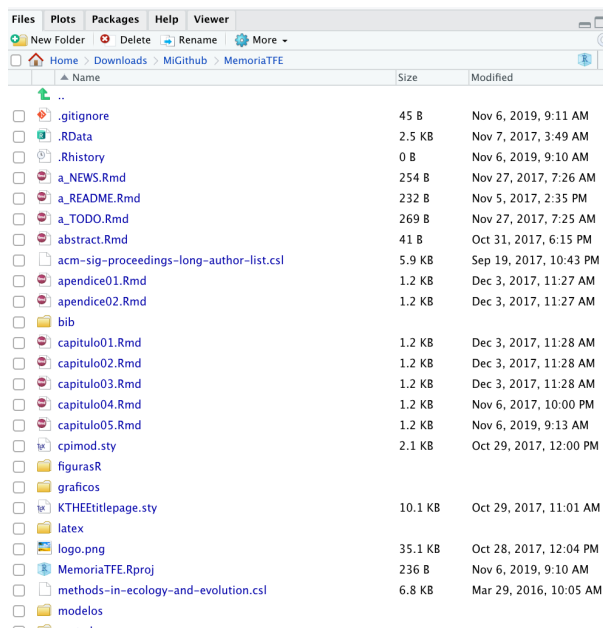 Files Plots Packages Help Viewer
New Folder Delete Rename More
Home > Downloads > MiGithub > MemoriaTFE
Name Size Modified
..
.gitignore 45 B Nov 6, 2019, 9:11 AM
.RData 2.5 KB Nov 7, 2017, 3:49 AM
.Rhistory 0 B Nov 6, 2019, 9:10 AM
a_NEWS.Rmd 254 B Nov 27, 2017, 7:26 AM
a_README.Rmd 232 B Nov 5, 2017, 2:35 PM
a_TODO.Rmd 269 B Nov 27, 2017, 7:25 AM
abstract.Rmd 41 B Oct 31, 2017, 6:15 PM
acm-sig-proceedings-long-author-list.csl 5.9 KB Sep 19, 2017, 10:43 PM
apendice01.Rmd 1.2 KB Dec 3, 2017, 11:27 AM
apendice02.Rmd 1.2 KB Dec 3, 2017, 11:27 AM
bib
capitulo01.Rmd 1.2 KB Dec 3, 2017, 11:28 AM
capitulo02.Rmd 1.2 KB Dec 3, 2017, 11:28 AM
capitulo03.Rmd 1.2 KB Dec 3, 2017, 11:28 AM
capitulo04.Rmd 1.2 KB Nov 6, 2017, 10:00 PM
capitulo05.Rmd 1.2 KB Nov 6, 2019, 9:13 AM
cpimod.sty 2.1 KB Oct 29, 2017, 12:00 PM
figurasR
graficos
KTHEEtitlepage.sty 10.1 KB Oct 29, 2017, 11:01 AM
latex
logo.png 35.1 KB Oct 28, 2017, 12:04 PM
MemoriaTFE.Rproj 236 B Nov 6, 2019, 9:10 AM
methods-in-ecology-and-evolution.csl 6.8 KB Mar 29, 2016, 10:05 AM
modelos